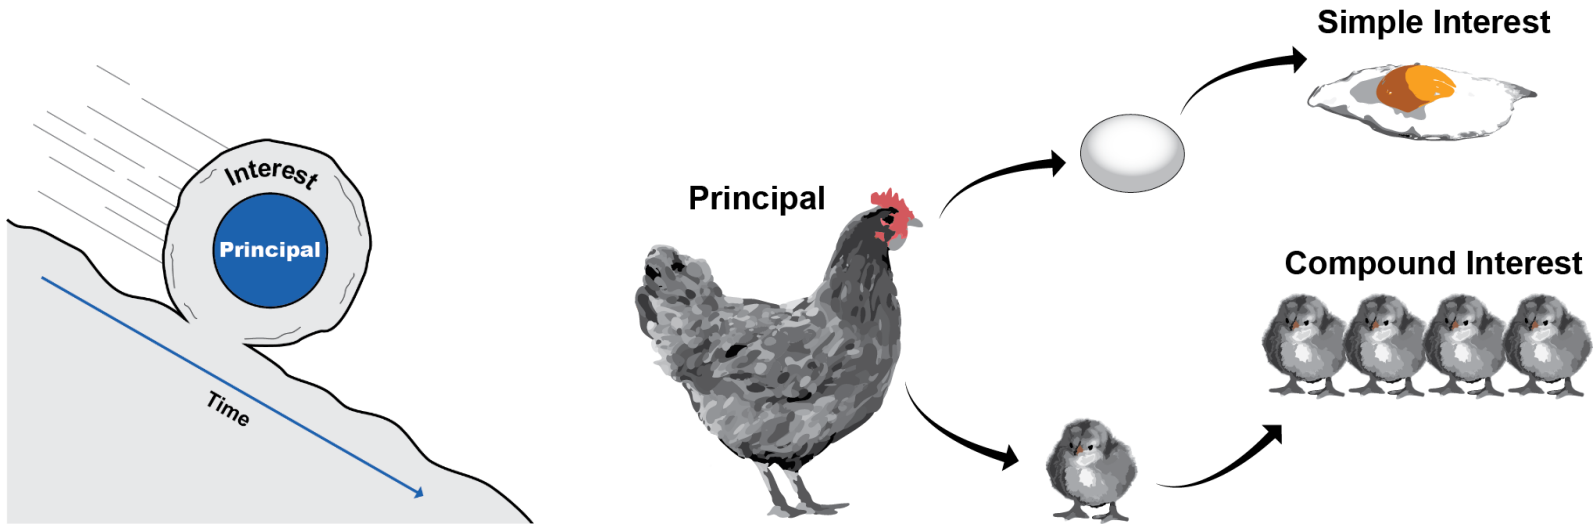 Interest
Principal
Time
Principal
Simple Interest
Compound Interest